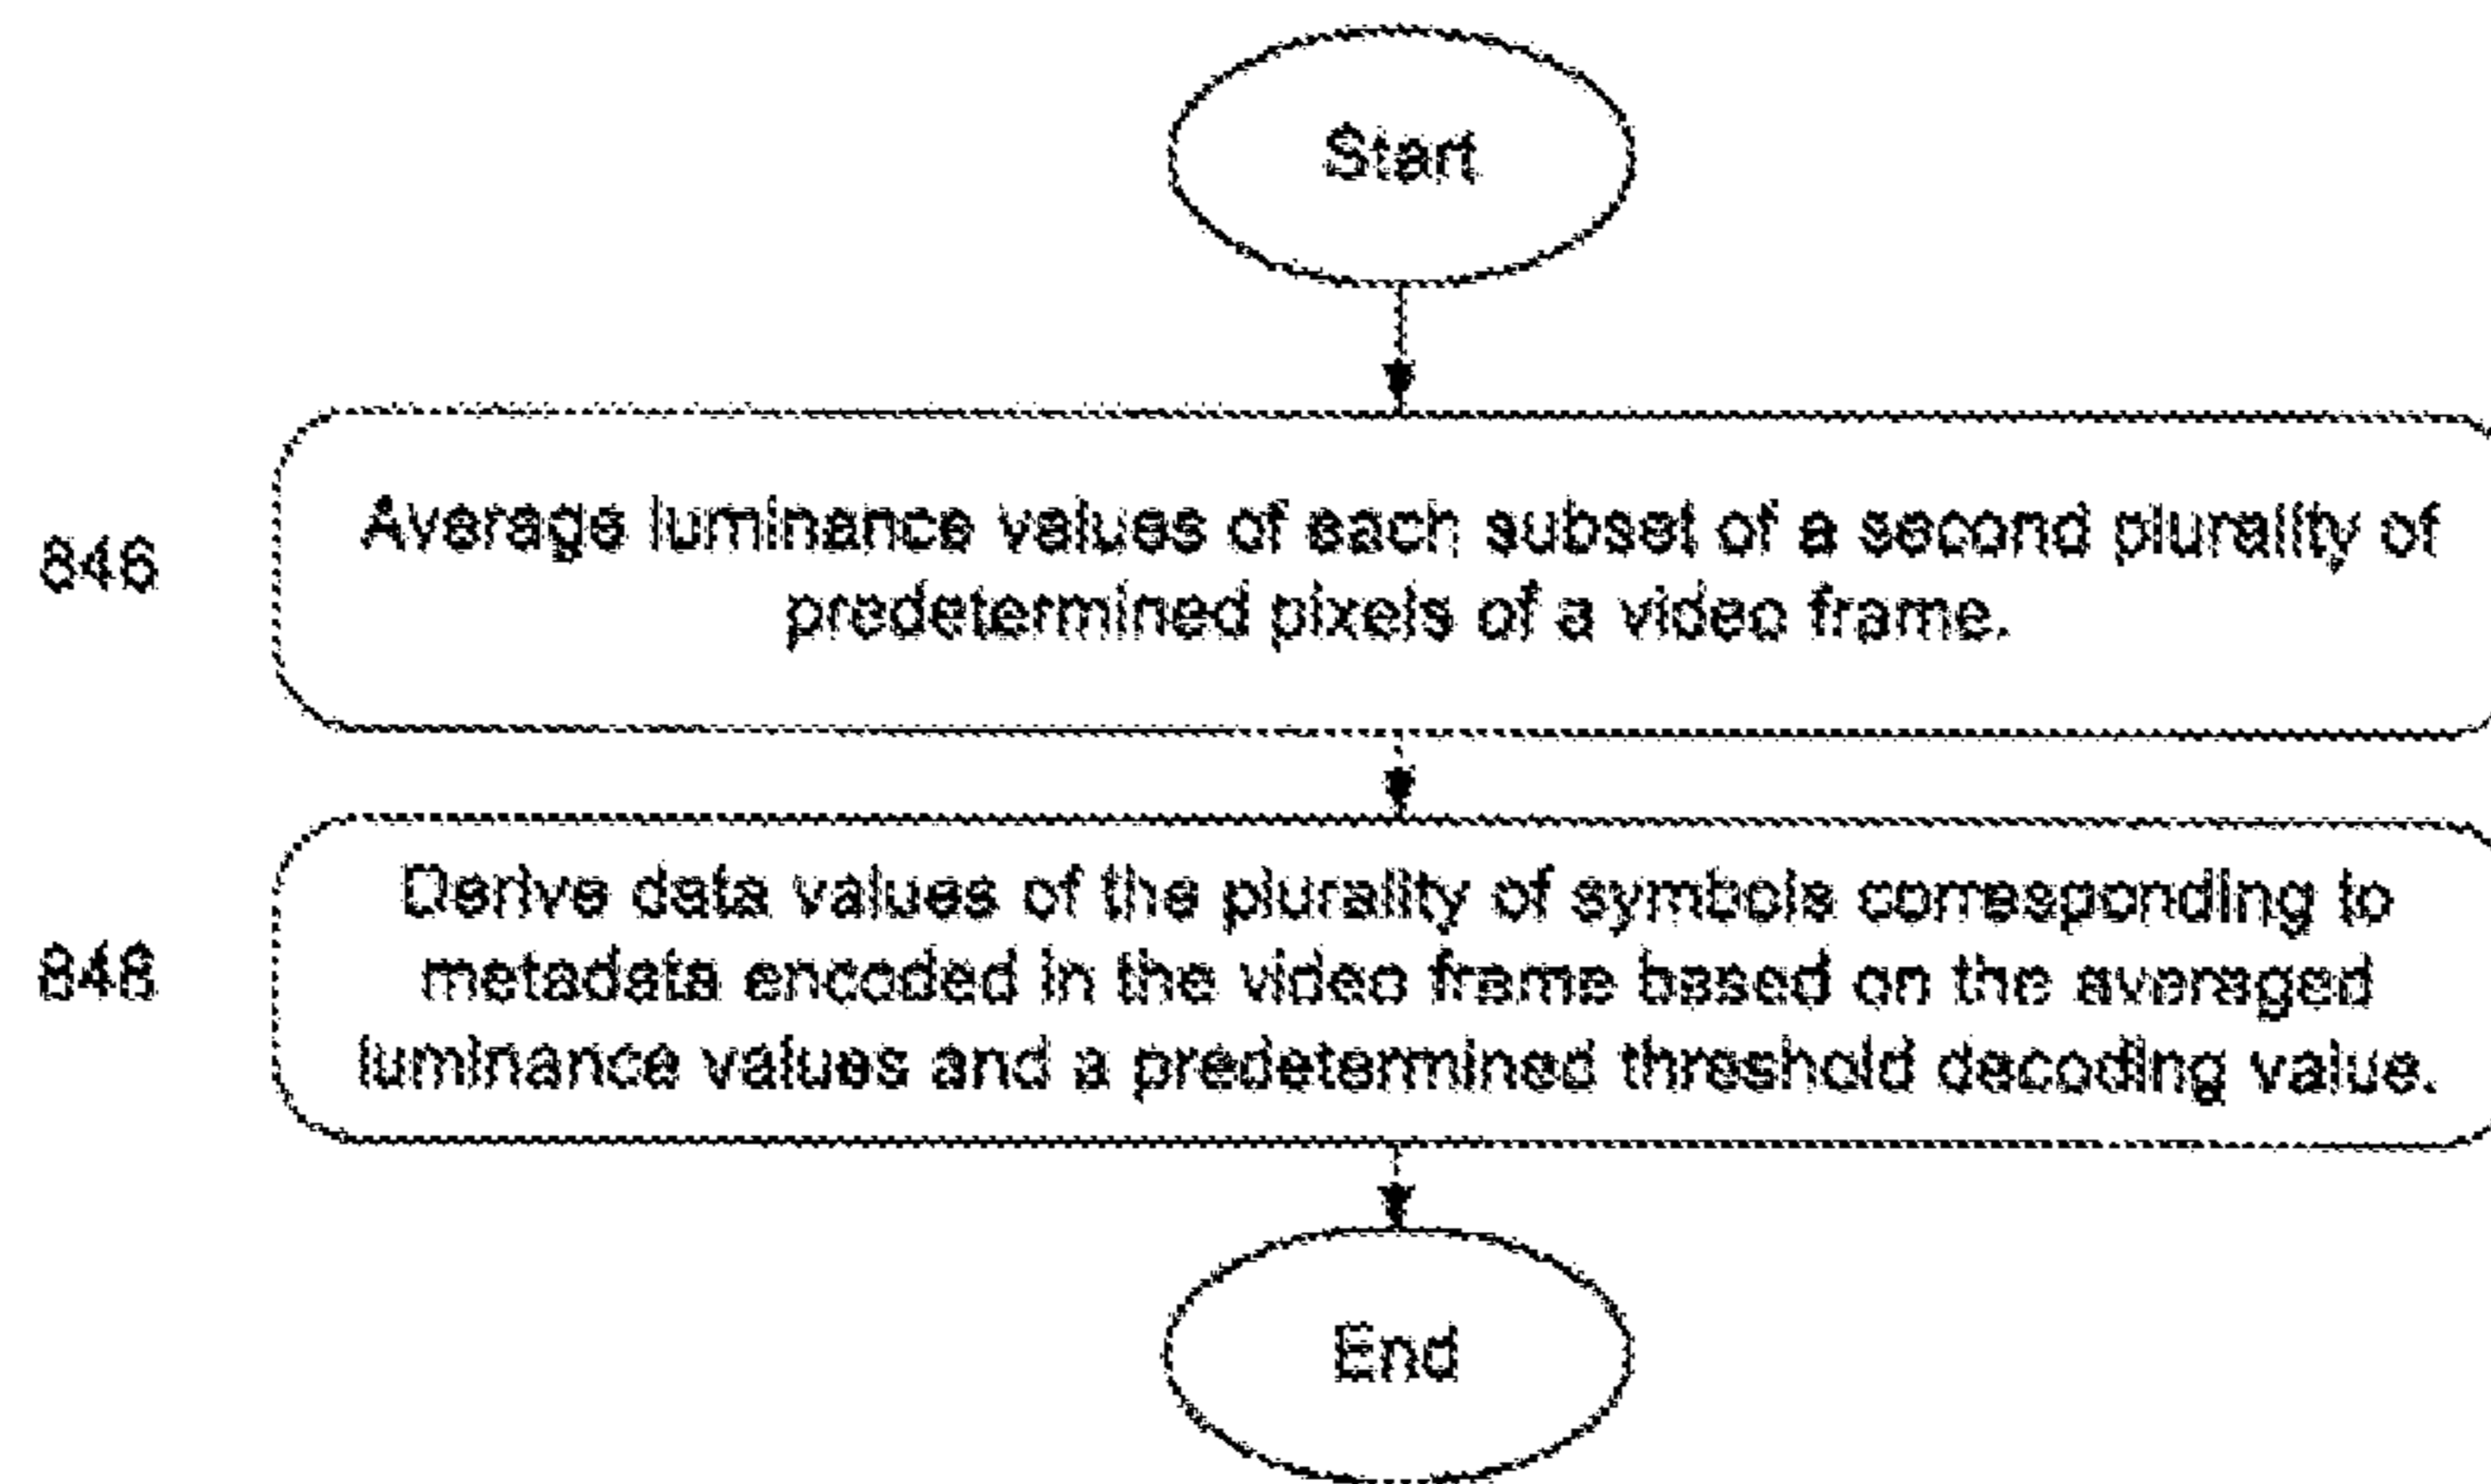 Start
846
Average luminance values of each subset of a second plurality of
predetermined pixels of a video frame.
848
Derive data values of the plurality of symbols corresponding to
metadata encoded in the video frame based on the averaged
luminance values and a predetermined threshold decoding value.
End